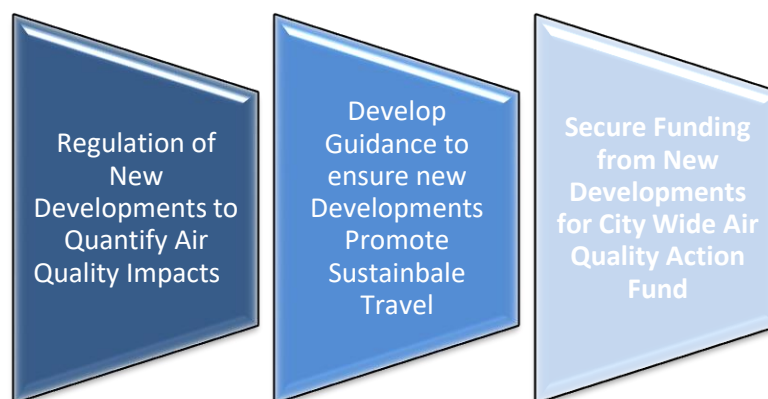 Regulation of
New
Developments to
Quantify Air
Quality Impacts
Develop
Guidance to
ensure new
Developments
Promote
Sustainbale
Travel
Secure Funding
from New
Developments
for City Wide Air
Quality Action
Fund